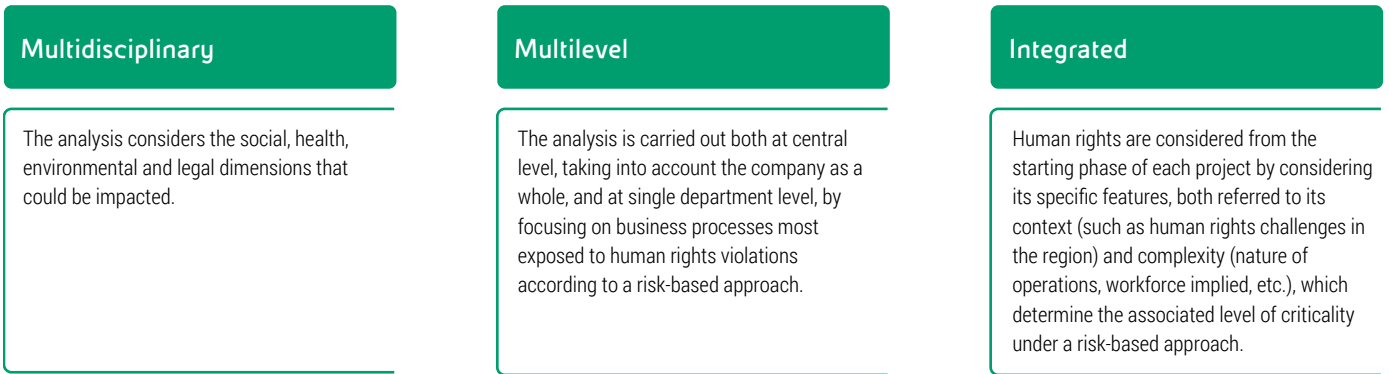 Multidisciplinary
The analysis considers the social, health,
environmental and legal dimensions that
could be impacted.
Multilevel
The analysis is carried out both at central
level, taking into account the company as a
whole, and at single department level, by
focusing on business processes most
exposed to human rights violations
according to a risk-based approach.
Integrated
Human rights are considered from the
starting phase of each project by considering
its specific features, both referred to its
context (such as human rights challenges in
the region) and complexity (nature of
operations, workforce implied, etc.), which
determine the associated level of criticality
under a risk-based approach.